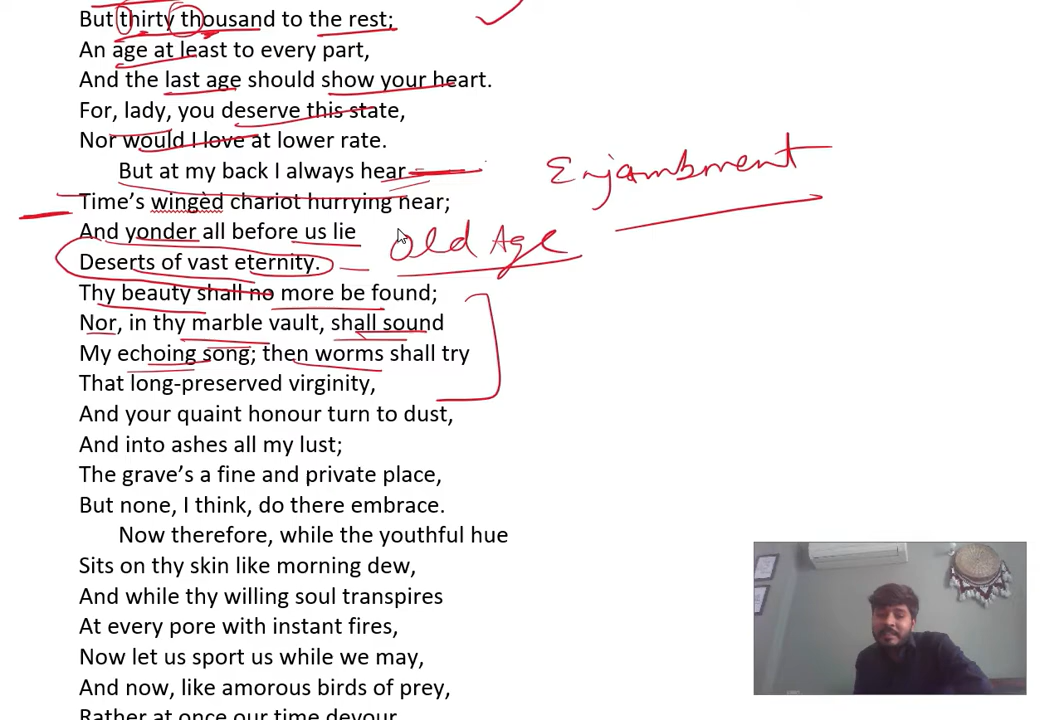 But thirty thousand to the rest;
An age at least to every part,
And the last age should show your heart.
For, lady, you deserve this state,
Nor would I love at lower rate.
But at my back I always hear
Enjambment
Time’s wingèd chariot hurrying near;
And yonder all before us lie
Old Age
Deserts of vast eternity.
Thy beauty shall no more be found;
Nor, in thy marble vault, shall sound
My echoing song; then worms shall try
That long-preserved virginity,
And your quaint honour turn to dust,
And into ashes all my lust;
The grave’s a fine and private place,
But none, I think, do there embrace.
Now therefore, while the youthful hue
Sits on thy skin like morning dew,
And while thy willing soul transpires
At every pore with instant fires,
Now let us sport us while we may,
And now, like amorous birds of prey,
Rather at once our time devour